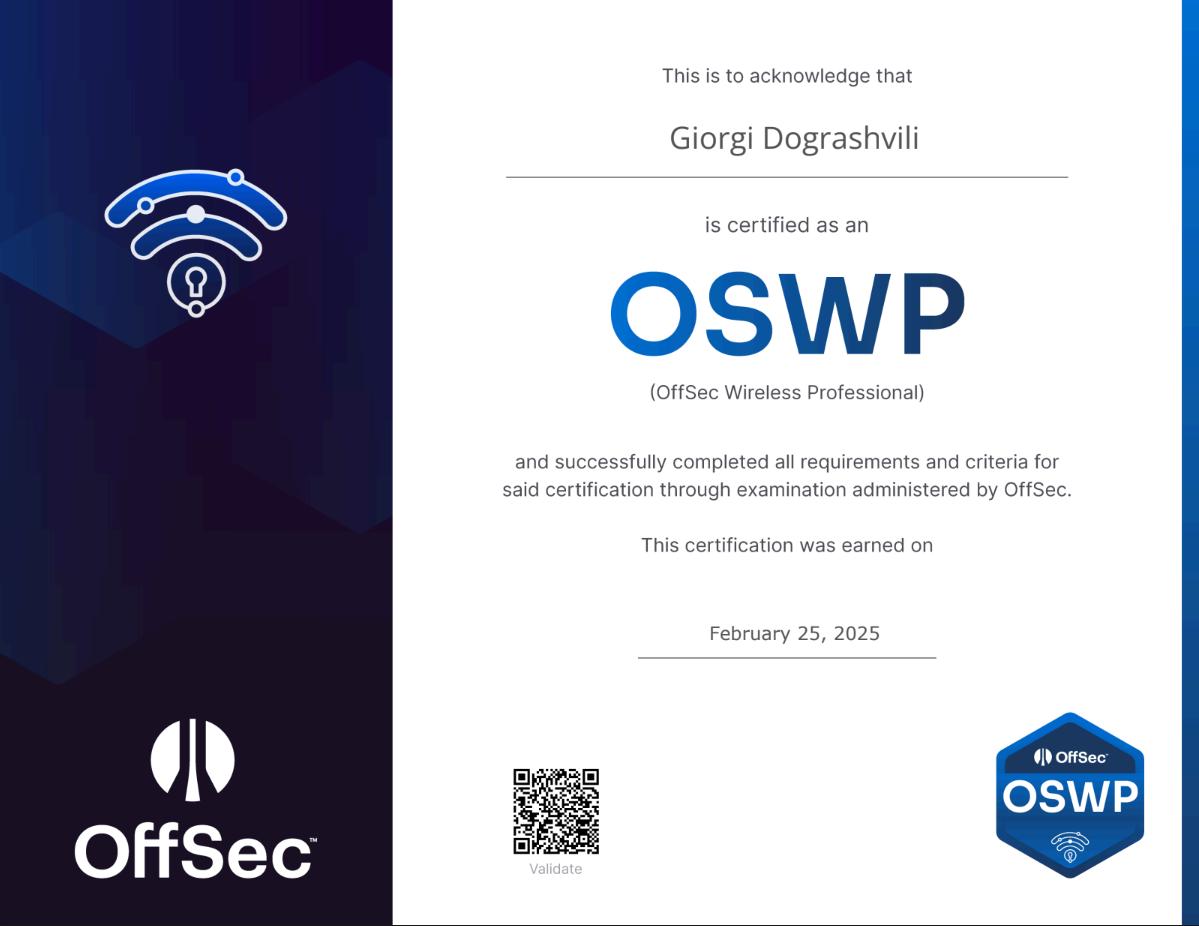 This is to acknowledge that
Giorgi Dograshvili
is certified as an
OSWP
(OffSec Wireless Professional)
and successfully completed all requirements and criteria for
said certification through examination administered by OffSec.
This certification was earned on
February 25, 2025
OffSec™
Validate
OffSec
OSWP